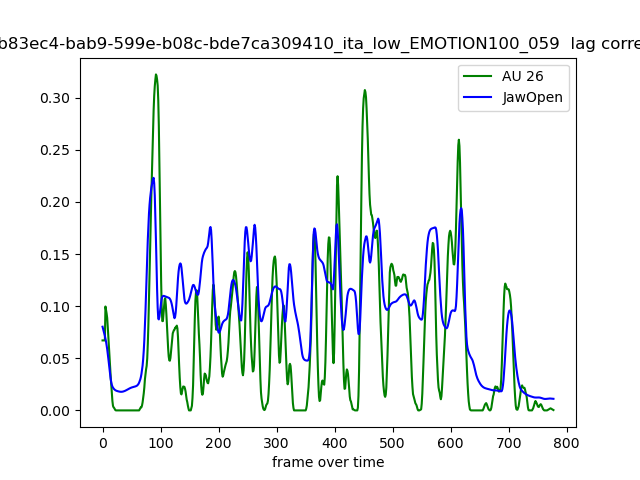 b83ec4-bab9-599e-b08c-bde7ca309410_ita_low_EMOTION100_059 lag corre
AU 26
JawOpen
0.30
0.25
0.20
0.15
0.10
0.05
0.00
0 100 200 300 400 500 600 700 800
frame over time